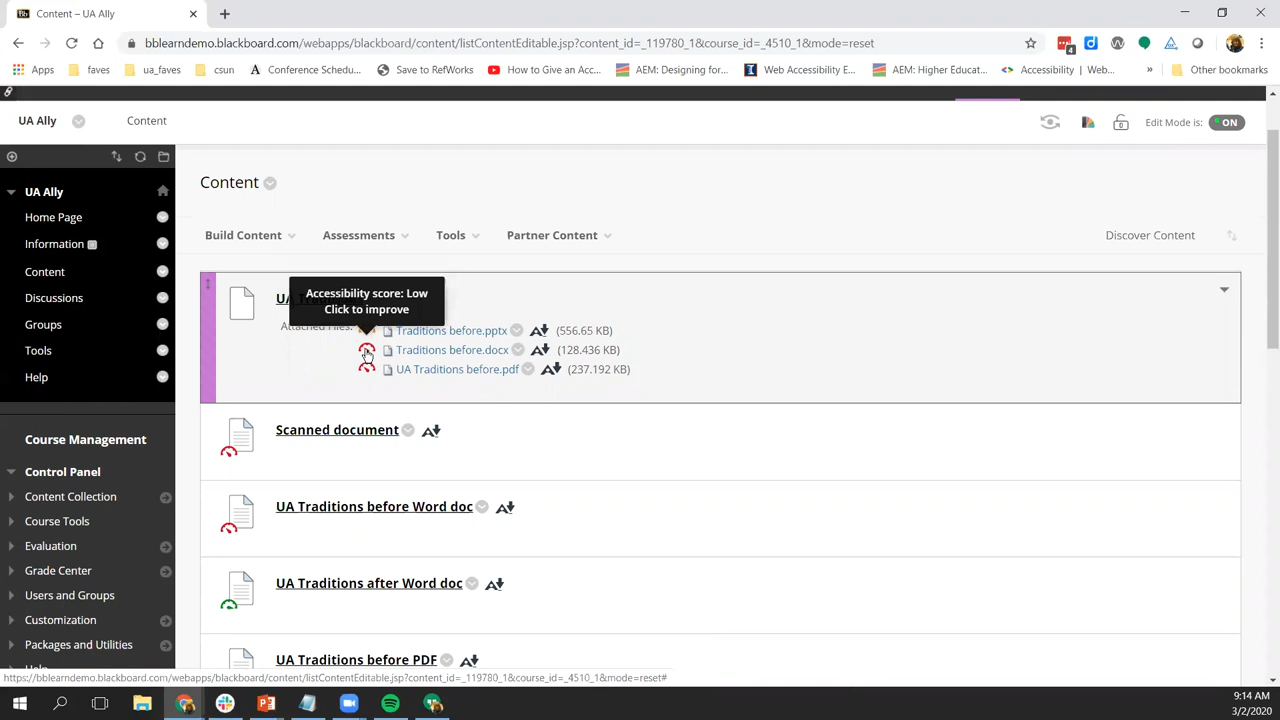 Bb
Content – UA Ally
bblearndemo.blackboard.com/webapps/blackboard/content/listContentEditable.jsp?content_id=_119780_1&course_id=_4510_1&mode=reset
4
Apps
faves
ua_faves
csun
A Conference Schedu...
Save to RefWorks
How to Give an Acc...
AEM: Designing for...
Web Accessibility E...
AEM: Higher Educat...
Accessibility | Web...
»
Other bookmarks
UA Ally
Content
Edit Mode is:
ON
UA Ally
Home Page
Information
Content
Discussions
Groups
Tools
Help
Course Management
Control Panel
Content Collection
Course Tools
Evaluation
Grade Center
Users and Groups
Customization
Packages and Utilities
Content
Build Content
Assessments
Tools
Partner Content
Discover Content
Accessibility score: Low
Click to improve
UA
Attached Files:
Traditions before.pptx (556.65 KB)
Traditions before.docx (128.436 KB)
UA Traditions before.pdf (237.192 KB)
Scanned document
UA Traditions before Word doc
UA Traditions after Word doc
UA Traditions before PDF
https://bblearndemo.blackboard.com/webapps/blackboard/content/listContentEditable.jsp?content_id=_119780_1&course_id=_4510_1&mode=reset#
9:14 AM
3/2/2020